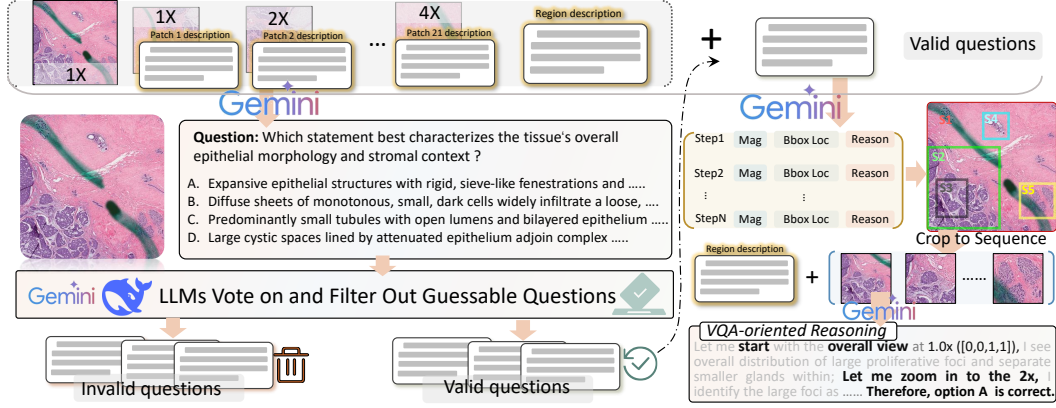 1X
2X
4X
Patch 1 description
Patch 2 description
...
Patch 21 description
Region description
1X
+
Valid questions
Gemini
Question: Which statement best characterizes the tissue's overall
epithelial morphology and stromal context ?
A. Expansive epithelial structures with rigid, sieve-like fenestrations and .....
B. Diffuse sheets of monotonous, small, dark cells widely infiltrate a loose, ....
C. Predominantly small tubules with open lumens and bilayered epithelium .....
D. Large cystic spaces lined by attenuated epithelium adjoin complex .....
Gemini
LLMs Vote on and Filter Out Guessable Questions
Invalid questions
Valid questions
Gemini
Step1 Mag Bbox Loc Reason
Step2 Mag Bbox Loc Reason
⋮ ⋮
StepN Mag Bbox Loc Reason
S1
S4
S2
S3
S5
Crop to Sequence
Region description
+
......
Gemini
VQA-oriented Reasoning
Let me start with the overall view at 1.0x ([0,0,1,1]), I see
overall distribution of large proliferative foci and separate
smaller glands within; Let me zoom in to the 2x, I
identify the large foci as ...... Therefore, option A is correct